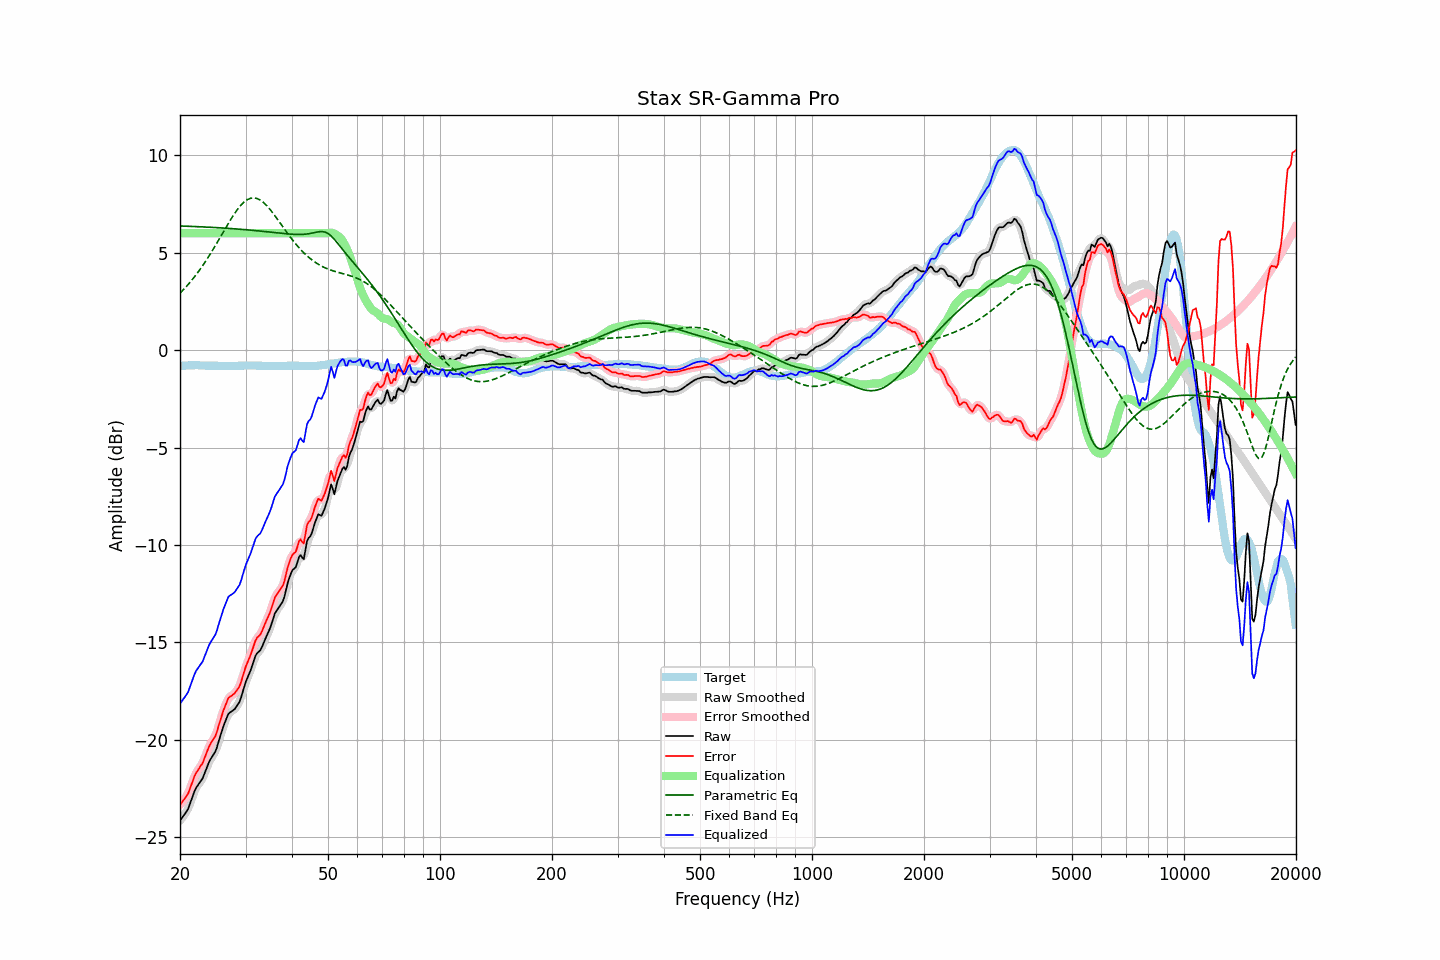 Stax SR-Gamma Pro
Amplitude (dBr)
10
5
0
−5
−10
−15
−20
−25
Target
Raw Smoothed
Error Smoothed
Raw
Error
Equalization
Parametric Eq
Fixed Band Eq
Equalized
20 50 100 200 500 1000 2000 5000 10000 20000
Frequency (Hz)